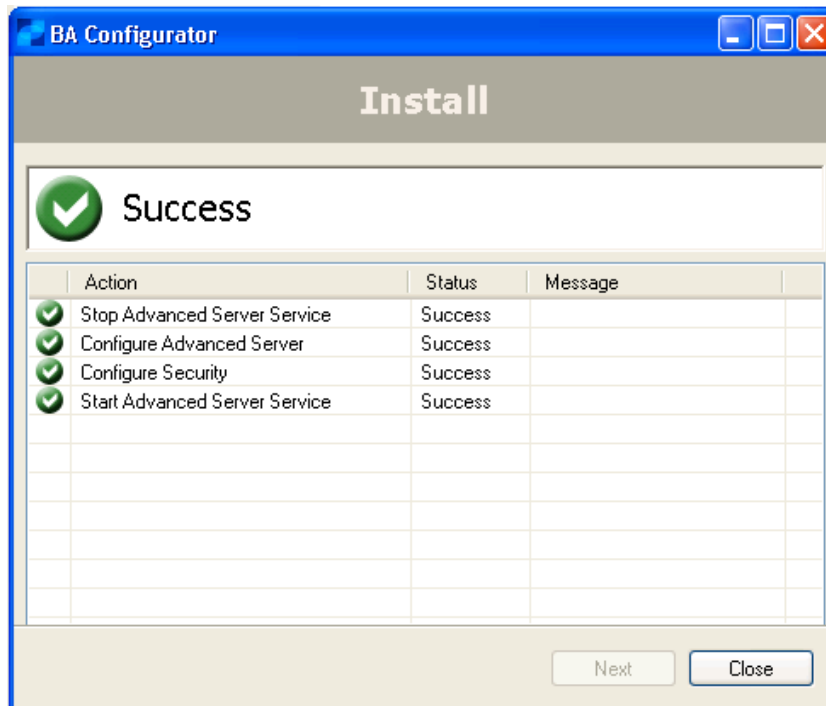 BA Configurator
Install
Success
Action Status Message
Stop Advanced Server Service Success
Configure Advanced Server Success
Configure Security Success
Start Advanced Server Service Success
Next Close